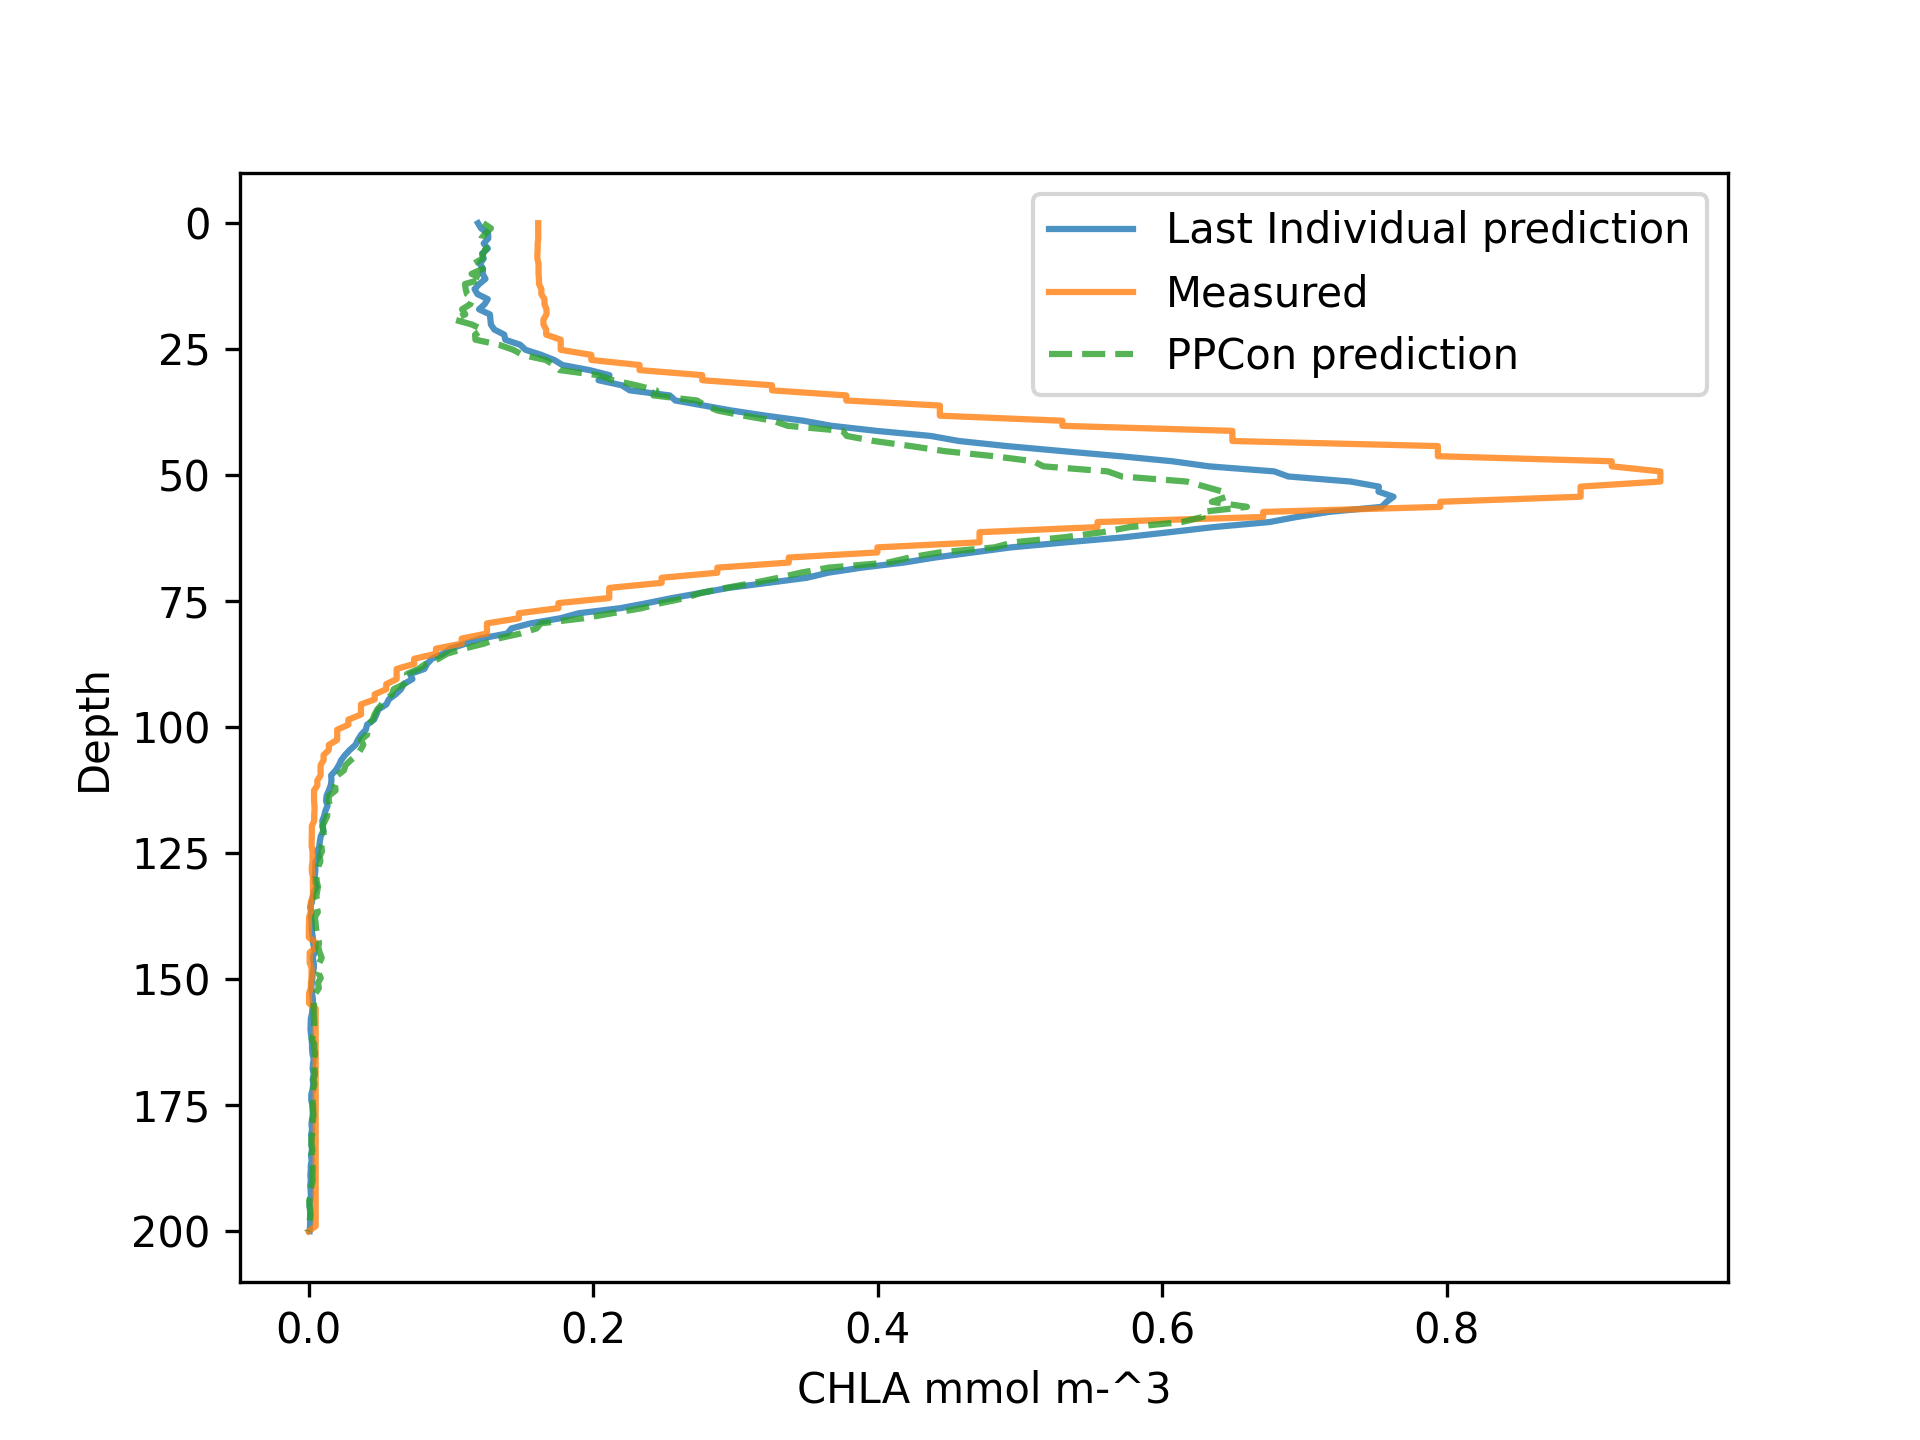 Last Individual prediction
Measured
PPCon prediction
0
25
50
75
100
125
150
175
200
Depth
0.0 0.2 0.4 0.6 0.8
CHLA mmol m-^3